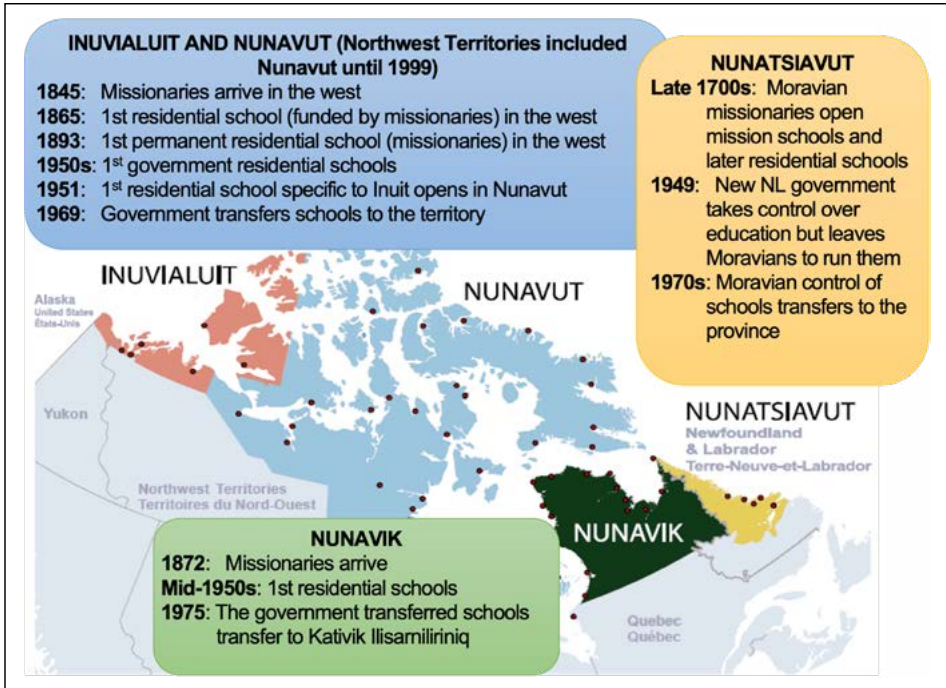 INUVIALUIT AND NUNAVUT (Northwest Territories included
Nunavut until 1999)
1845: Missionaries arrive in the west
1865: 1st residential school (funded by missionaries) in the west
1893: 1st permanent residential school (missionaries) in the west
1950s: 1st government residential schools
1951: 1st residential school specific to Inuit opens in Nunavut
1969: Government transfers schools to the territory
NUNATSIAVUT
Late 1700s: Moravian
missionaries open
mission schools and
later residential schools
1949: New NL government
takes control over
education but leaves
Moravians to run them
1970s: Moravian control of
schools transfers to the
province
INUVIALUIT
NUNAVUT
Alaska
United States
États-Unis
Yukon
NUNATSIAVUT
Newfoundland
& Labrador
Terre-Neuve-et-Labrador
Northwest Territories
Territoires du Nord-Ouest
NUNAVIK
NUNAVIK
1872: Missionaries arrive
Mid-1950s: 1st residential schools
1975: The government transferred schools
transfer to Kativik Ilisarniliriniq
Quebec
Québec